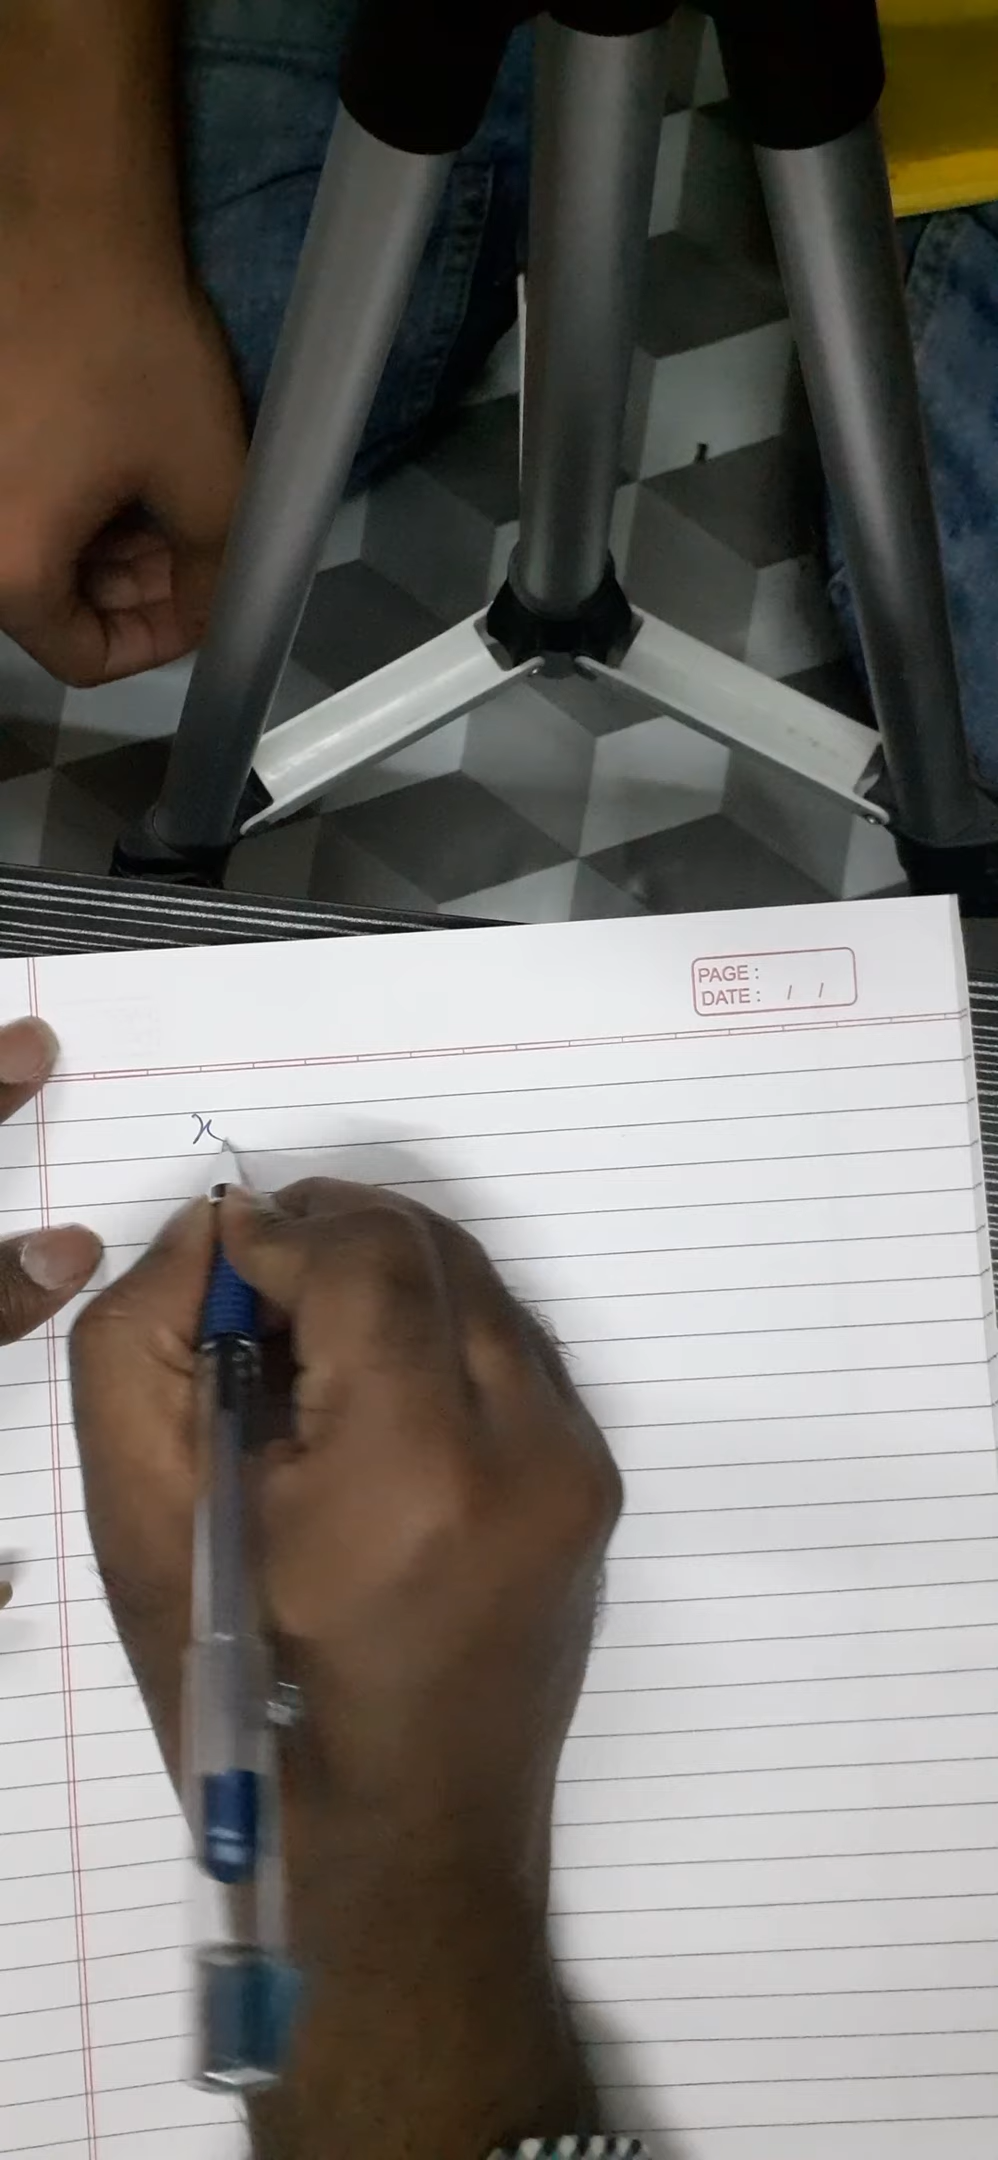 PAGE :
DATE : / /
x